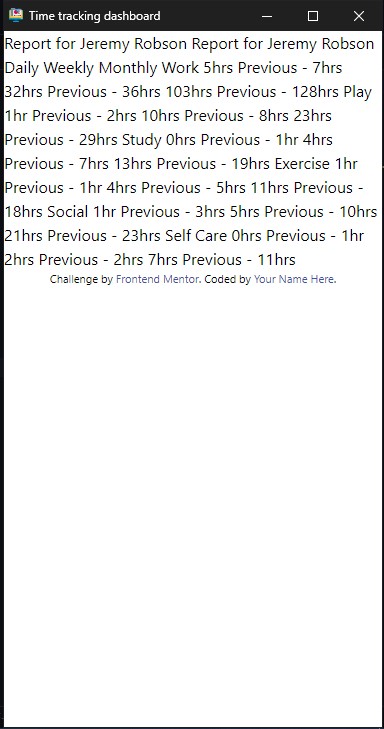 Time tracking dashboard
Report for Jeremy Robson Report for Jeremy Robson
Daily Weekly Monthly Work 5hrs Previous - 7hrs
32hrs Previous - 36hrs 103hrs Previous - 128hrs Play
1hr Previous - 2hrs 10hrs Previous - 8hrs 23hrs
Previous - 29hrs Study 0hrs Previous - 1hr 4hrs
Previous - 7hrs 13hrs Previous - 19hrs Exercise 1hr
Previous - 1hr 4hrs Previous - 5hrs 11hrs Previous -
18hrs Social 1hr Previous - 3hrs 5hrs Previous - 10hrs
21hrs Previous - 23hrs Self Care 0hrs Previous - 1hr
2hrs Previous - 2hrs 7hrs Previous - 11hrs
Challenge by Frontend Mentor. Coded by Your Name Here.